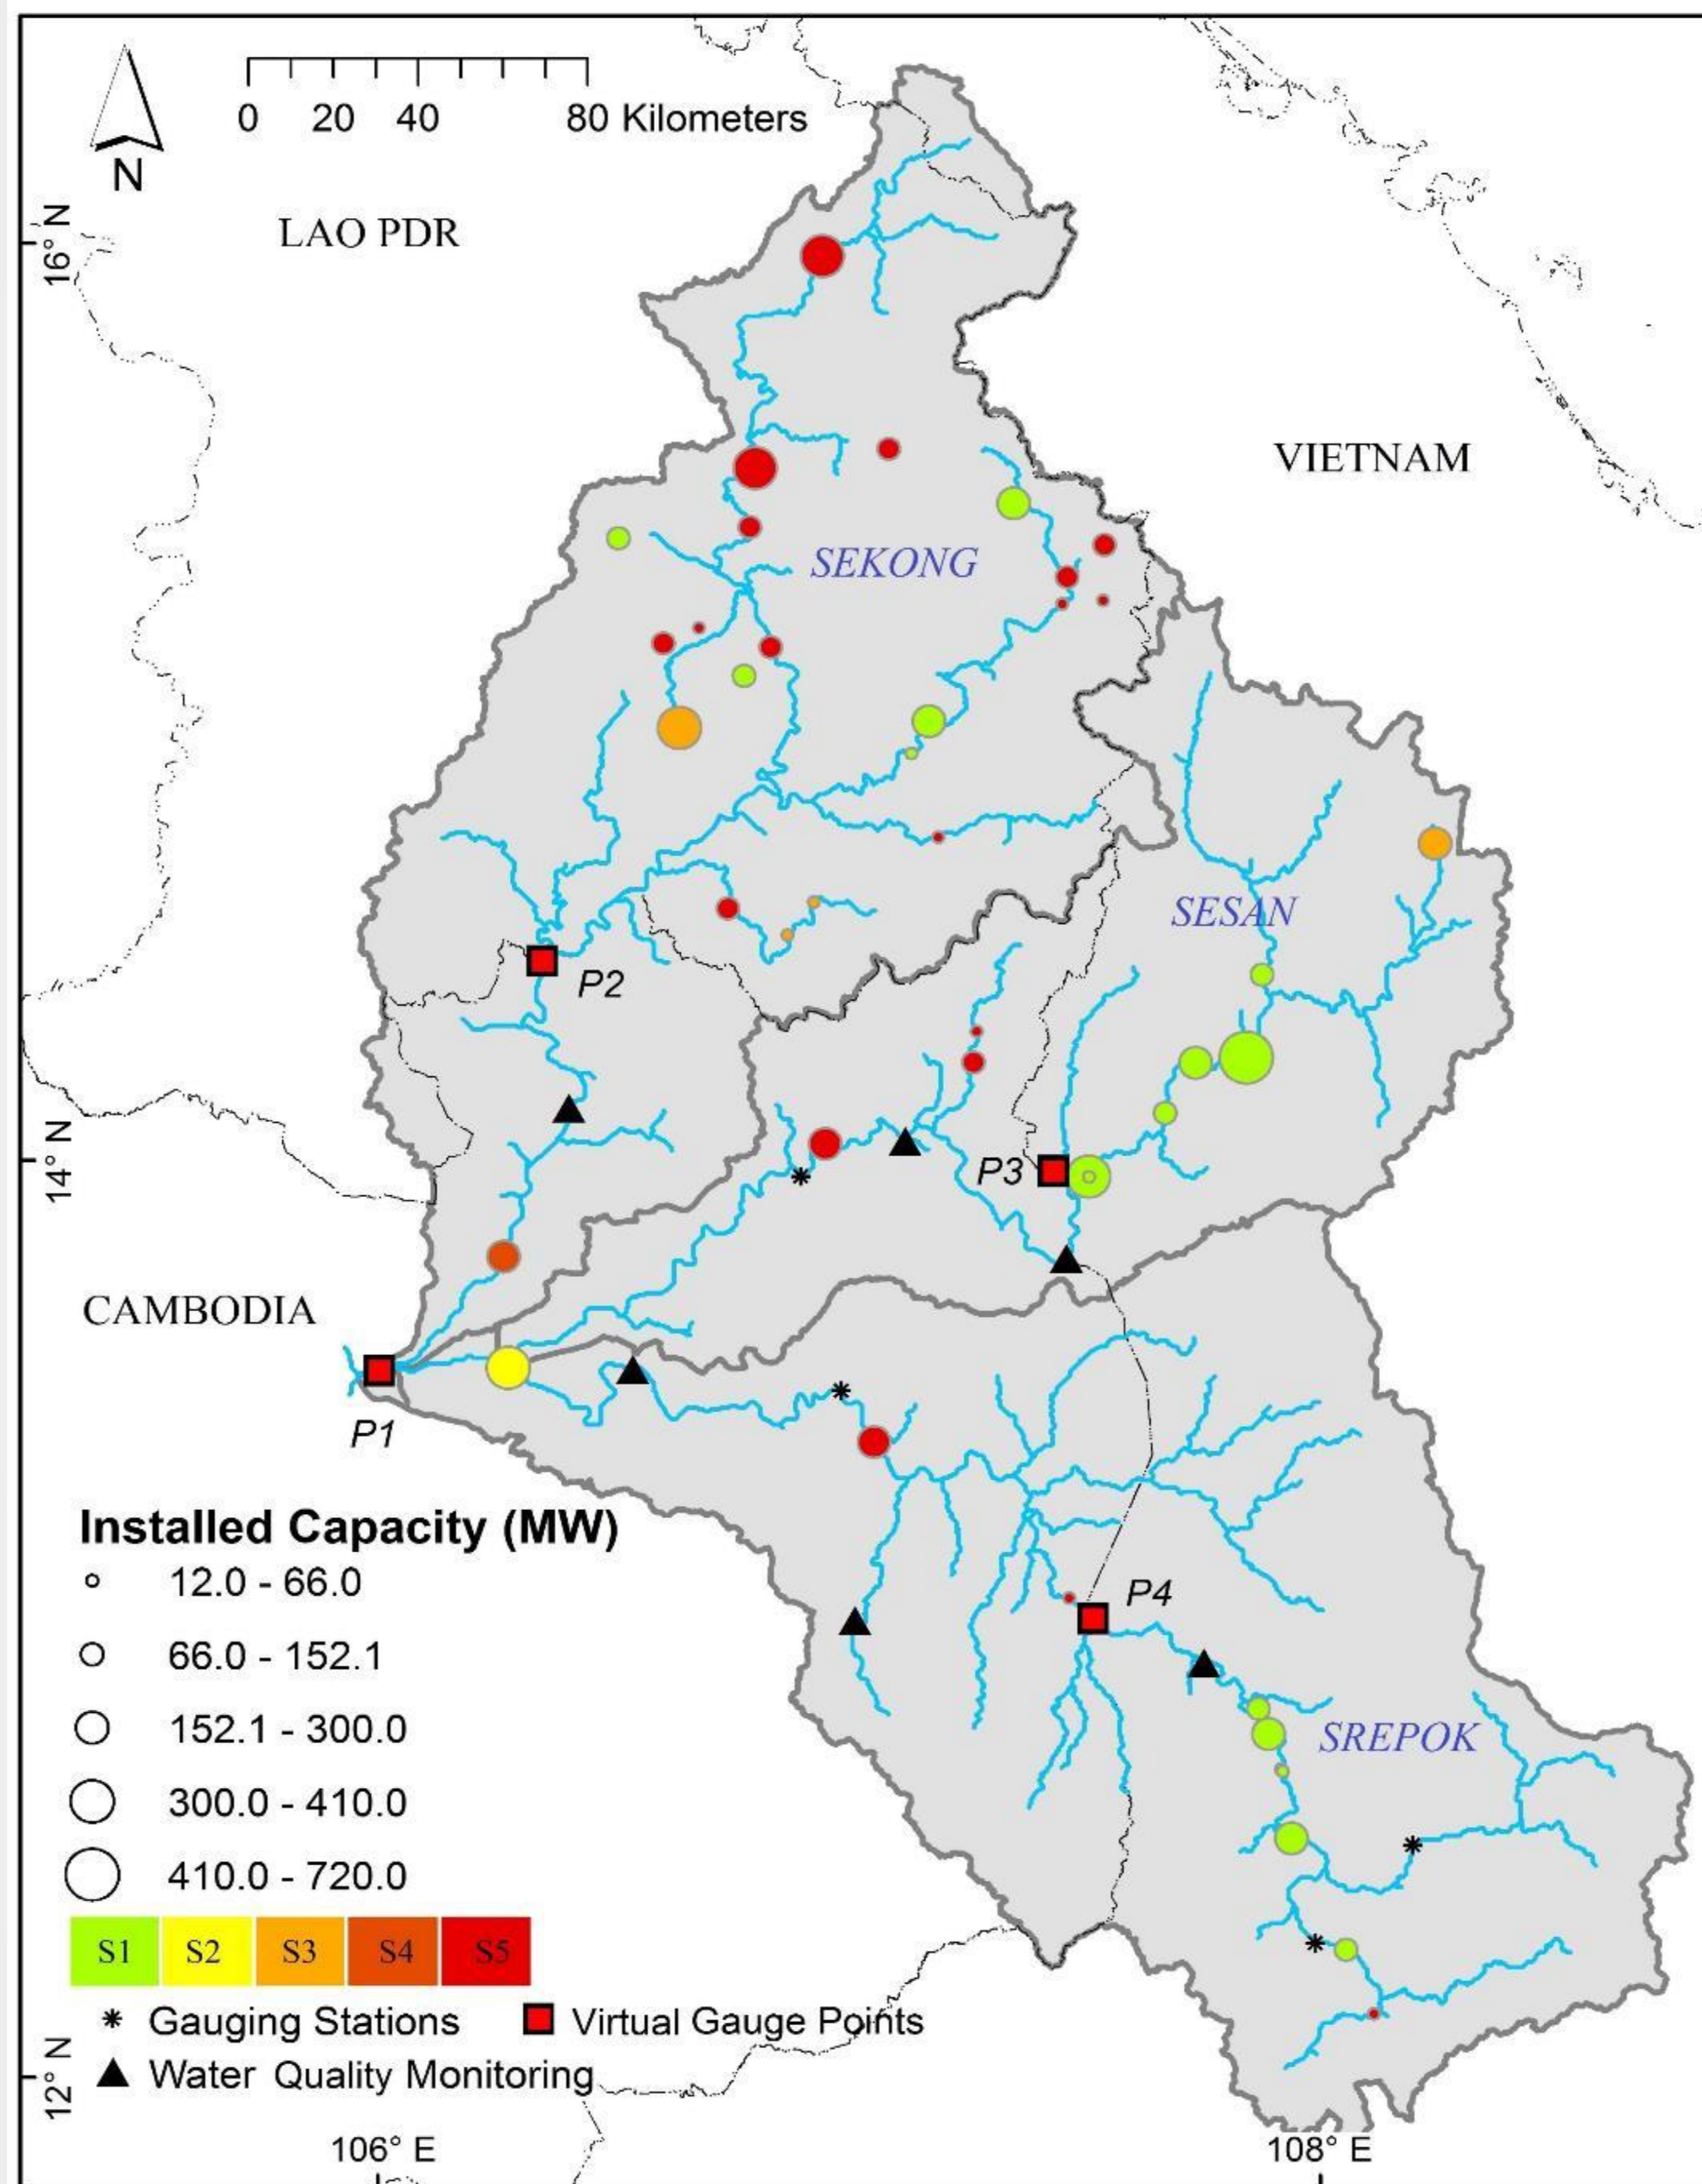 0 20 40 80 Kilometers
N
16° N
LAO PDR
VIETNAM
SEKONG
SESAN
P2
14° N
P3
CAMBODIA
P1
P4
SREPOK
Installed Capacity (MW)
12.0 - 66.0
66.0 - 152.1
152.1 - 300.0
300.0 - 410.0
410.0 - 720.0
S1 S2 S3 S4 S5
Gauging Stations Virtual Gauge Points
Water Quality Monitoring
12° N
106° E 108° E